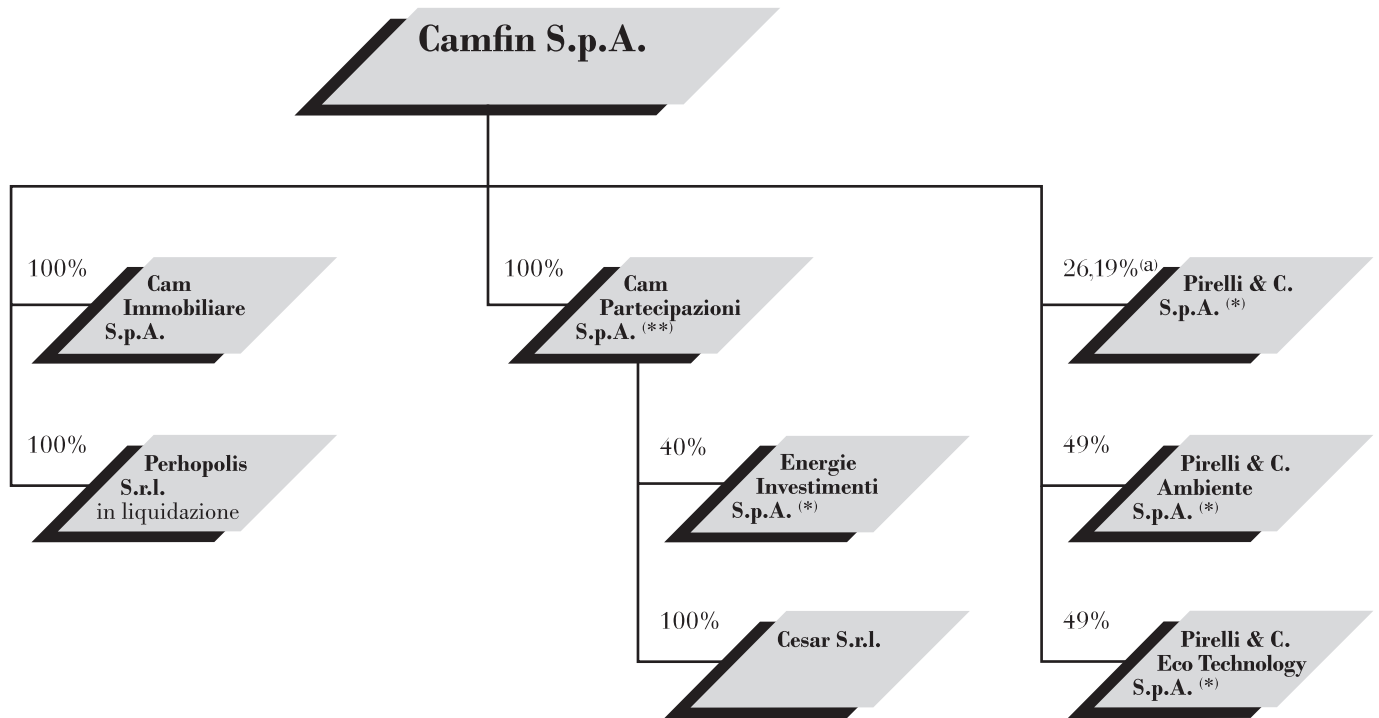 Camfin S.p.A.
100%
Cam
Immobiliare
S.p.A.
100%
Perhopolis
S.r.l.
in liquidazione
100%
Cam
Partecipazioni
S.p.A. (**)
40%
Energie
Investimenti
S.p.A. (*)
100%
Cesar S.r.l.
26,19%(a)
Pirelli & C.
S.p.A. (*)
49%
Pirelli & C.
Ambiente
S.p.A. (*)
49%
Pirelli & C.
Eco Technology
S.p.A. (*)